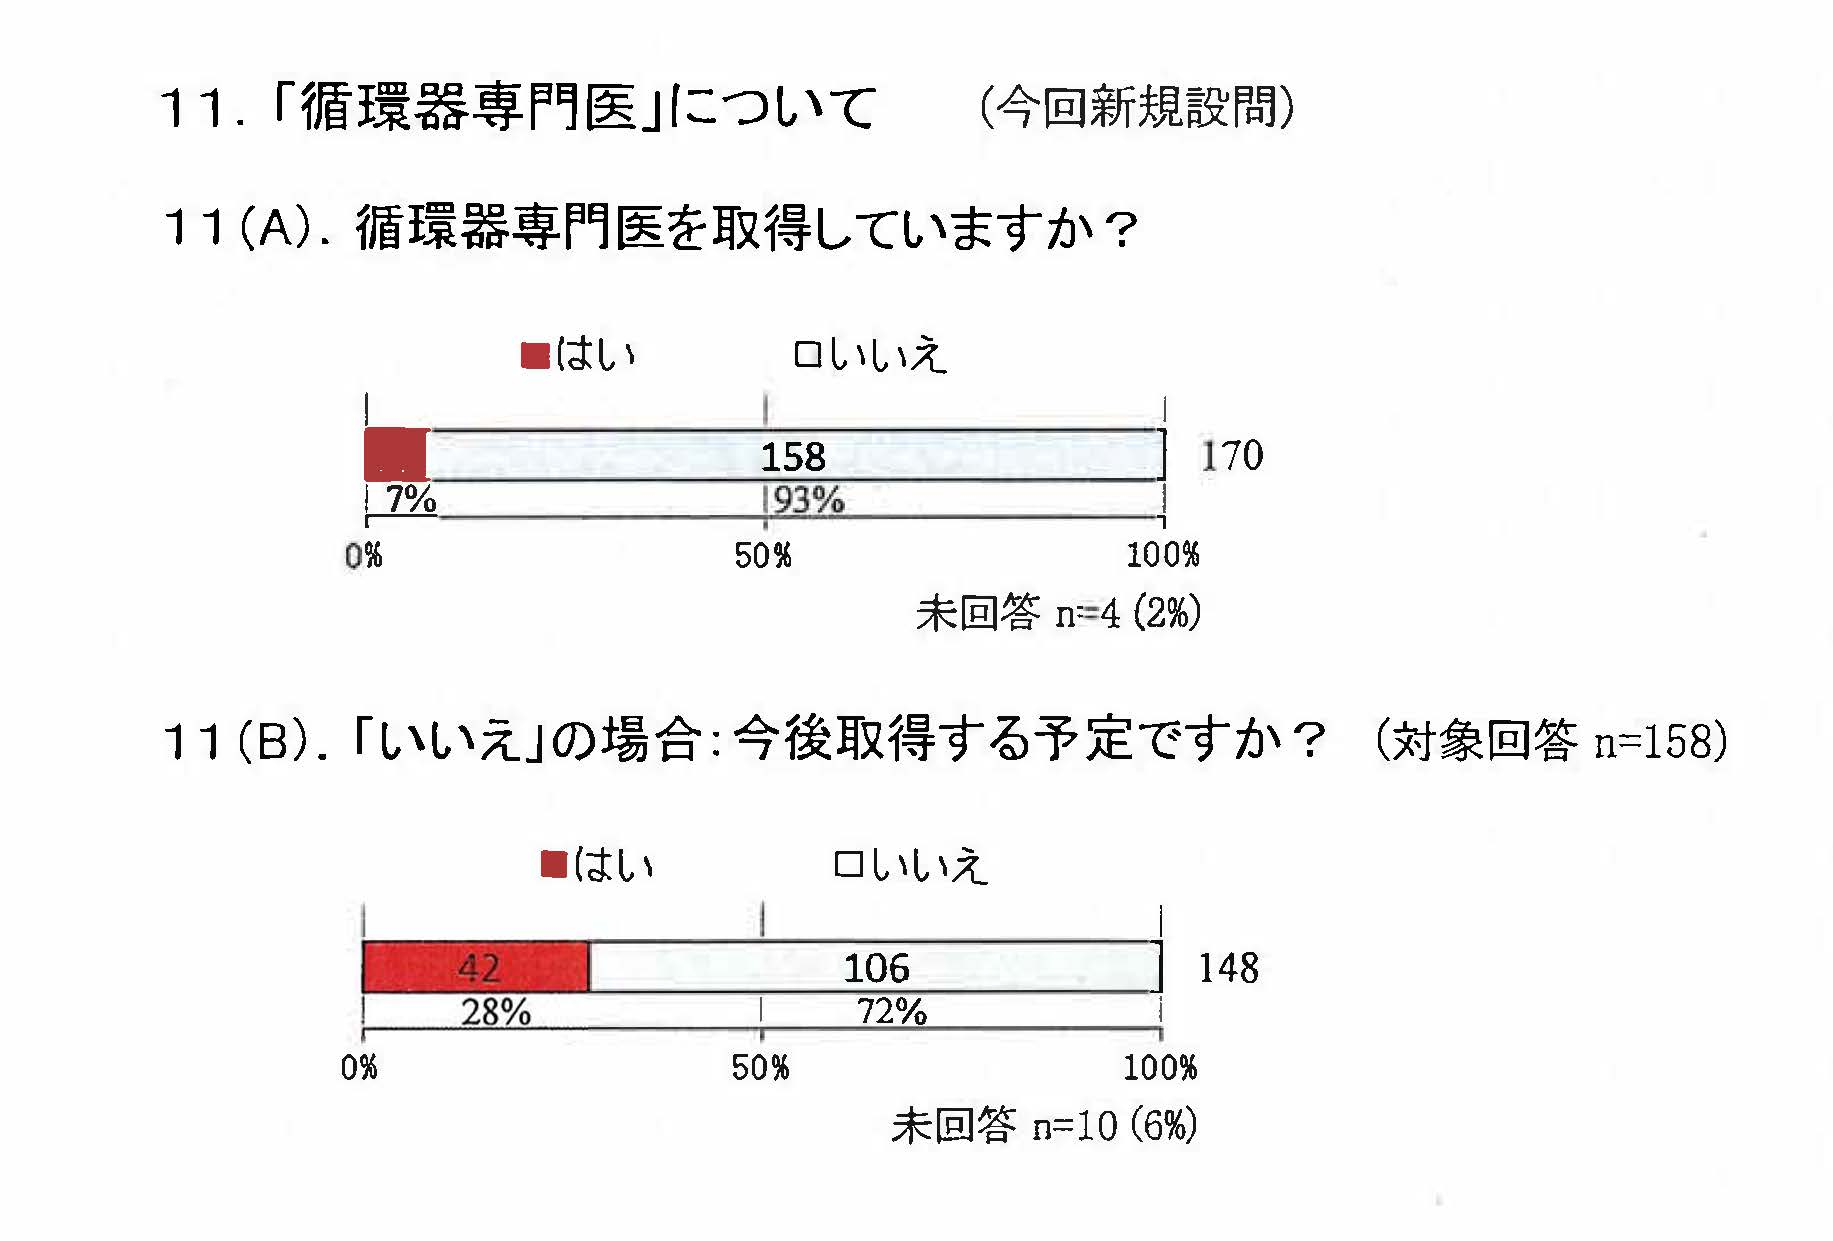 11.「循環器専門医」について (今回新規設問)
11(A). 循環器専門医を取得していますか?
■はい □いいえ
158 170
7% 93%
0% 50% 100%
未回答 n=4 (2%)
11(B).「いいえ」の場合:今後取得する予定ですか? (対象回答 n=158)
■はい □いいえ
42 106 148
28% 72%
0% 50% 100%
未回答 n=10 (6%)